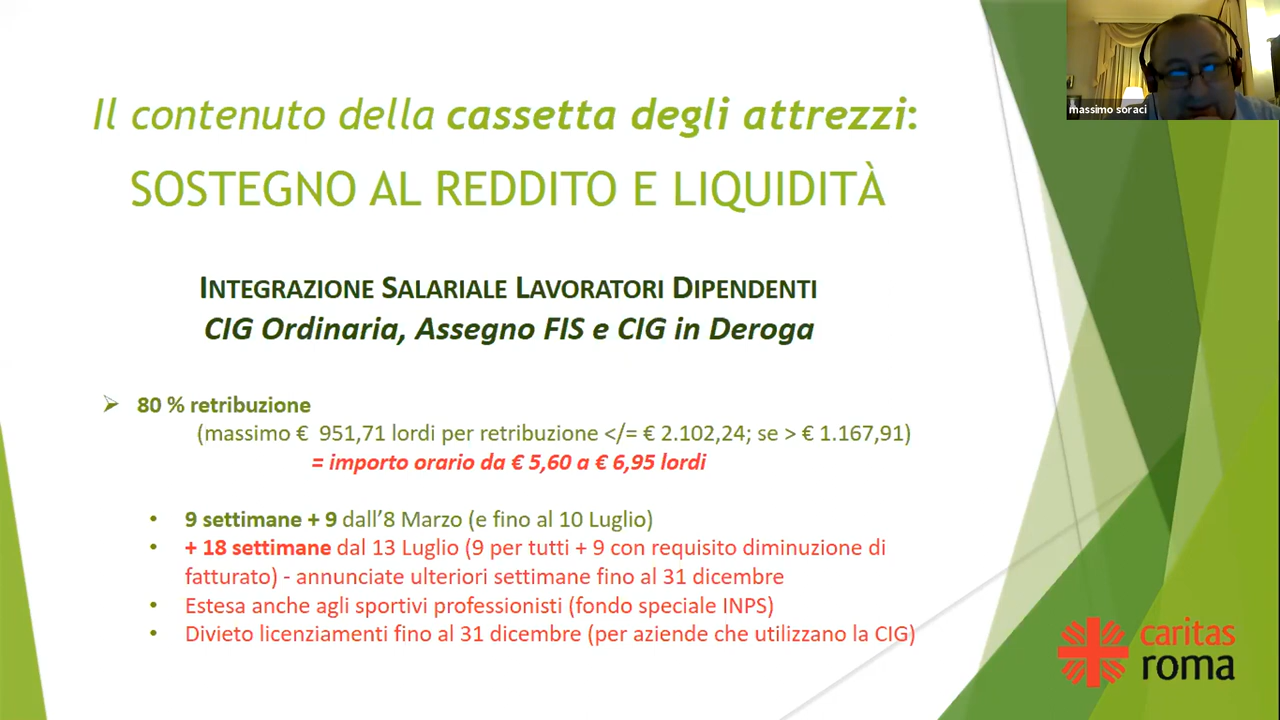 massimo soraci
Il contenuto della cassetta degli attrezzi:
SOSTEGNO AL REDDITO E LIQUIDITÀ
INTEGRAZIONE SALARIALE LAVORATORI DIPENDENTI
CIG Ordinaria, Assegno FIS e CIG in Deroga
➢ 80 % retribuzione
(massimo € 951,71 lordi per retribuzione </= € 2.102,24; se > € 1.167,91)
= importo orario da € 5,60 a € 6,95 lordi
• 9 settimane + 9 dall’8 Marzo (e fino al 10 Luglio)
• + 18 settimane dal 13 Luglio (9 per tutti + 9 con requisito diminuzione di
fatturato) - annunciate ulteriori settimane fino al 31 dicembre
• Estesa anche agli sportivi professionisti (fondo speciale INPS)
• Divieto licenziamenti fino al 31 dicembre (per aziende che utilizzano la CIG)
caritas
roma